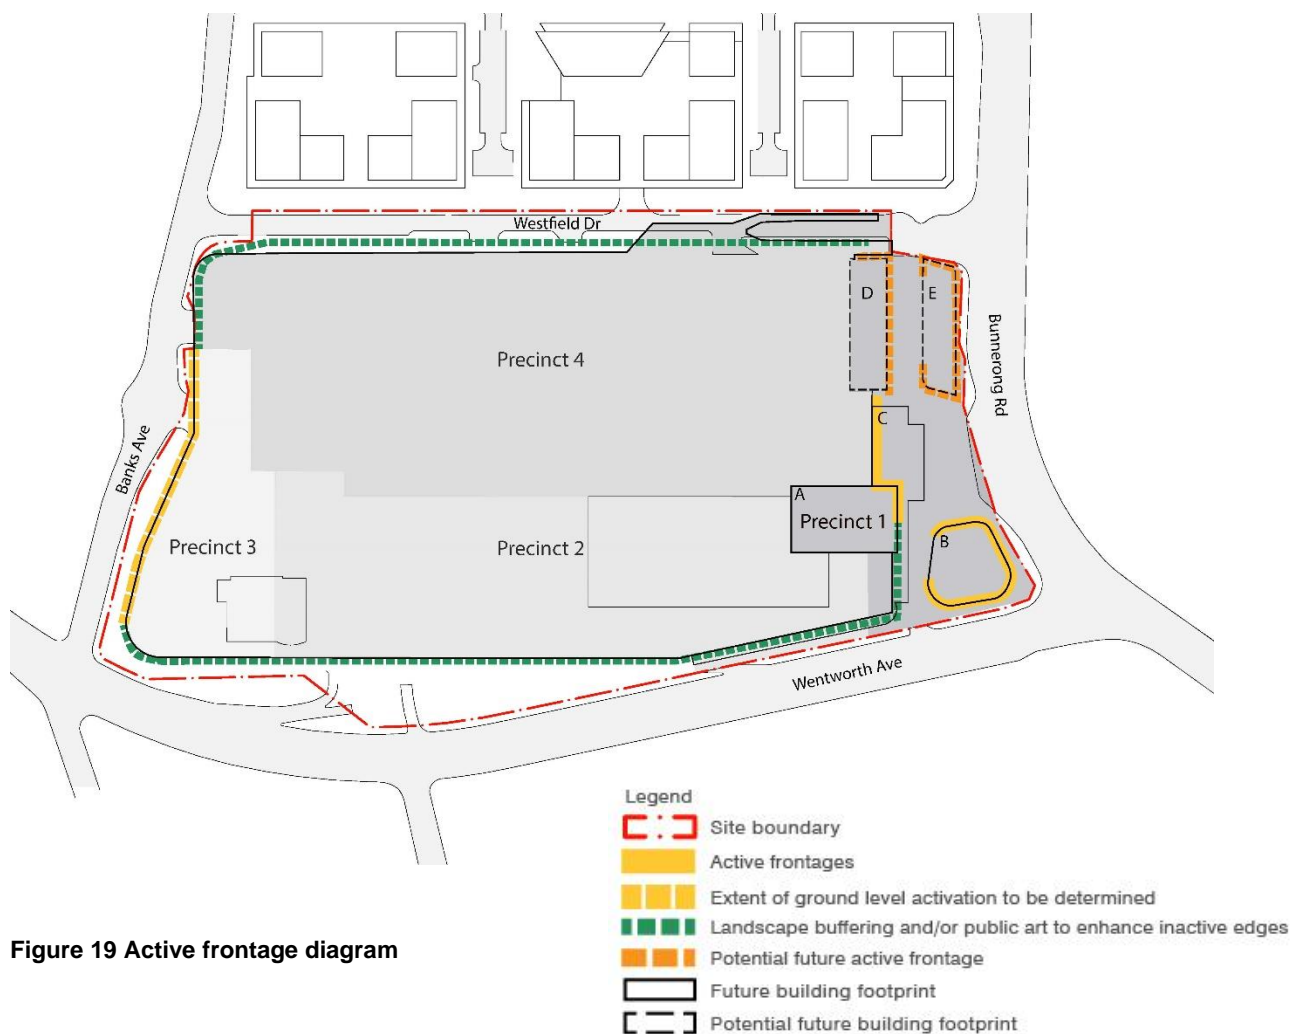 Westfield Dr
D
E
Bunnerong Rd
Precinct 4
C
Banks Ave
A
Precinct 1
B
Precinct 3
Precinct 2
Wentworth Ave
Legend
Site boundary
Active frontages
Extent of ground level activation to be determined
Landscape buffering and/or public art to enhance inactive edges
Potential future active frontage
Future building footprint
Potential future building footprint
Figure 19 Active frontage diagram